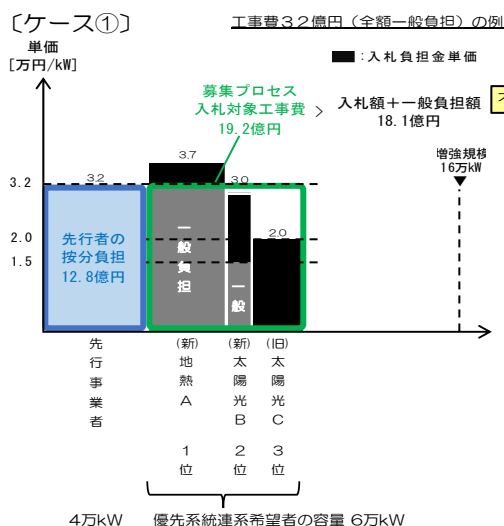 〔ケース①〕
工事費32億円（全額一般負担）の例
単価
[万円/kW]
■：入札負担金単価
募集プロセス
入札対象工事費
19.2億円
>
入札額＋一般負担額
18.1億円
増強規模
16万kW
3.7
3.2
3.0
3.2
2.0
2.0
1.5
先行者の
按分負担
12.8億円
一般負担
一般
先行事業者
(新)地熱A 1位
(新)太陽光B 2位
(旧)太陽光C 3位
4万kW
優先系統連系希望者の容量 6万kW